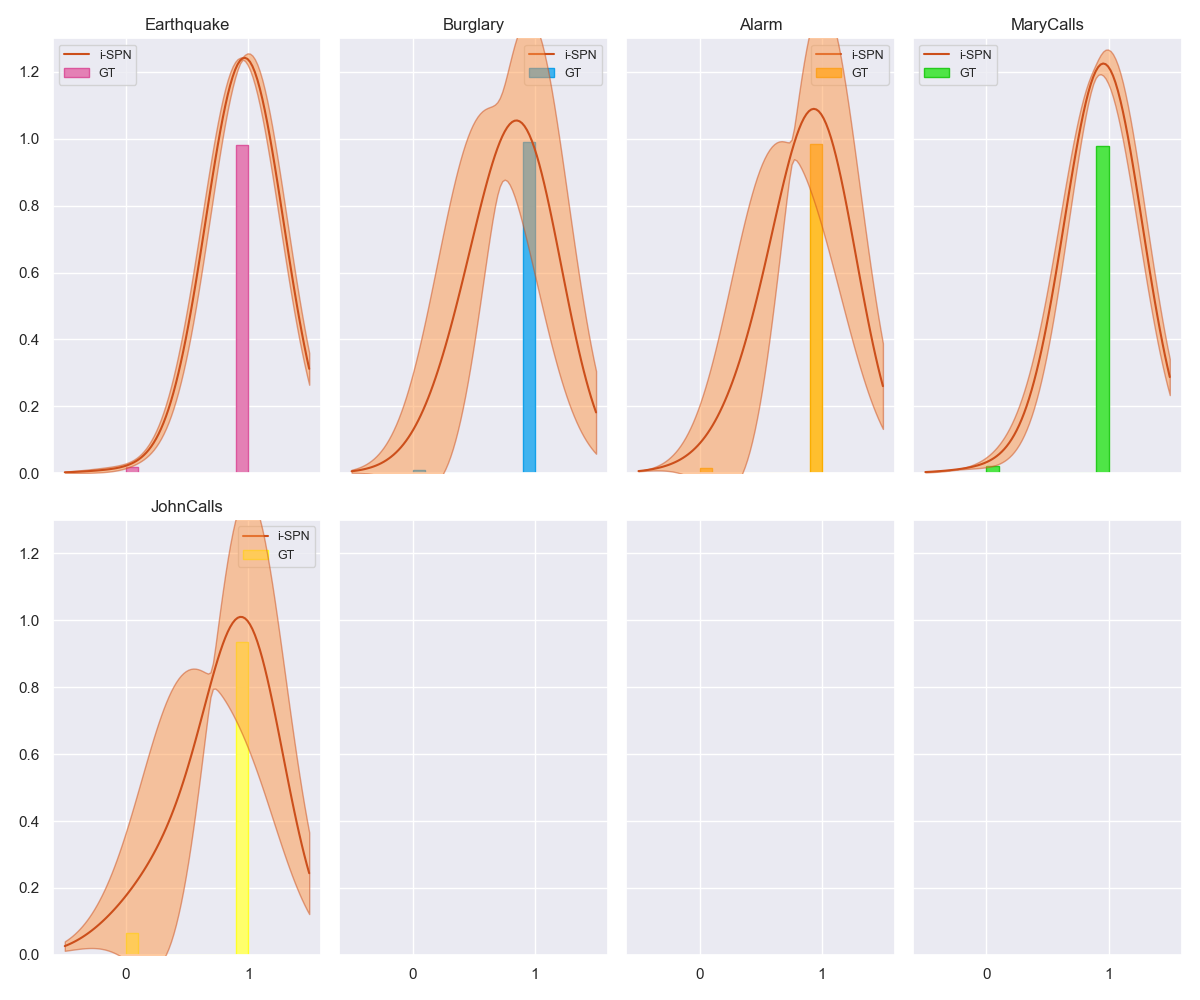 Earthquake
i-SPN
GT
Burglary
i-SPN
GT
Alarm
i-SPN
GT
MaryCalls
i-SPN
GT
1.2
1.0
0.8
0.6
0.4
0.2
0.0
JohnCalls
i-SPN
GT
1.2
1.0
0.8
0.6
0.4
0.2
0.0
0 1
0 1
0 1
0 1